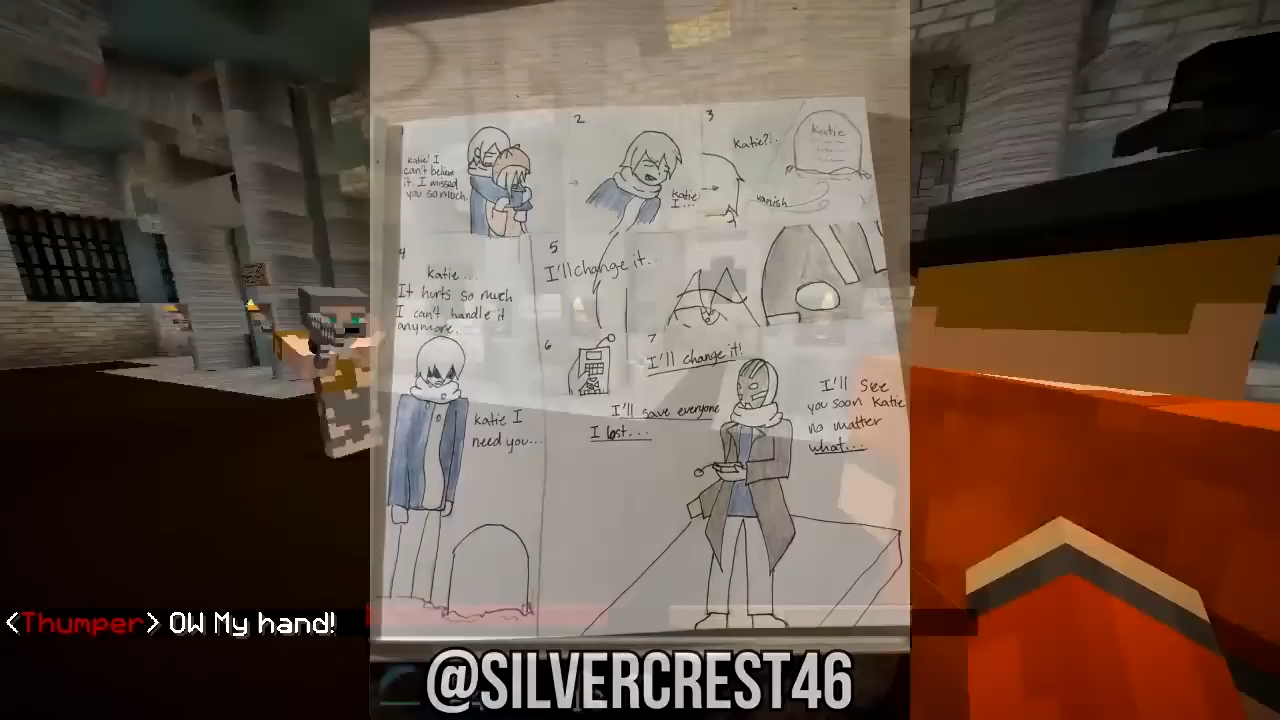 1
Katie! I
can't believe
it. I missed
you so much.
2
Katie
I...
3
Katie?!..
Katie
vanish
4
Katie...
It hurts so much
I can't handle it
anymore.
Katie I
need you...
5
I'll change it...
6
7
I'll change it!
I'll save everyone
I lost...
I'll see
you soon Katie
no matter
what...
<Thumper> OW My hand!
@SILVERCREST46